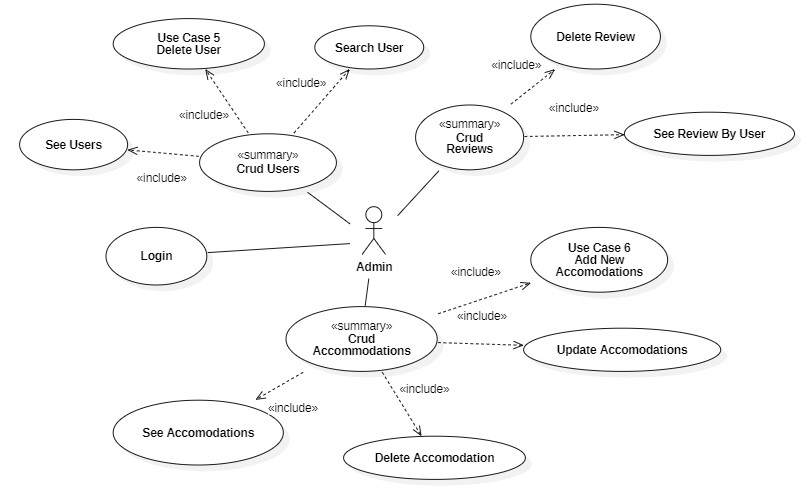 Use Case 5
Delete User
Search User
Delete Review
«include»
«include»
«include»
«include»
«summary»
Crud
Reviews
See Review By User
See Users
«summary»
Crud Users
«include»
Login
Admin
Use Case 6
Add New
Accomodations
«include»
«include»
«summary»
Crud
Accommodations
Update Accomodations
«include»
«include»
See Accomodations
Delete Accomodation